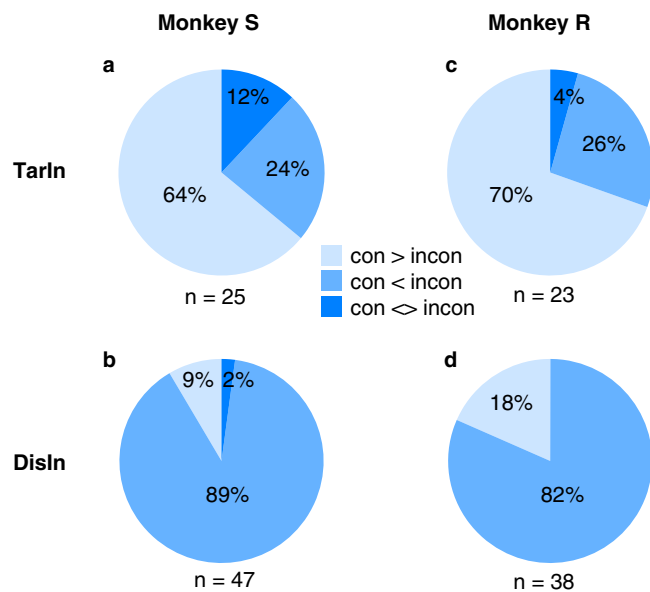 Monkey S
Monkey R
a
c
TarIn
12%
24%
64%
4%
26%
70%
n = 25
n = 23
con > incon
con < incon
con <> incon
b
d
DisIn
9%
2%
89%
18%
82%
n = 47
n = 38